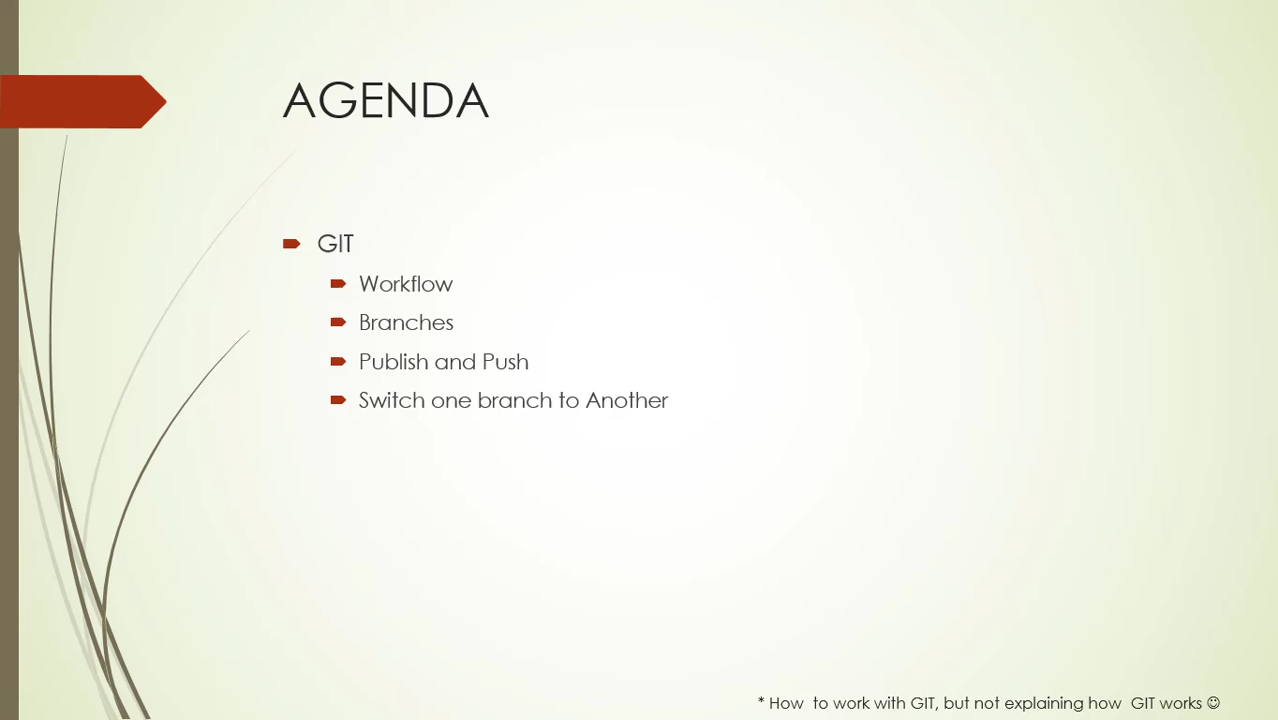 AGENDA
GIT
Workflow
Branches
Publish and Push
Switch one branch to Another
* How to work with GIT, but not explaining how GIT works ☺